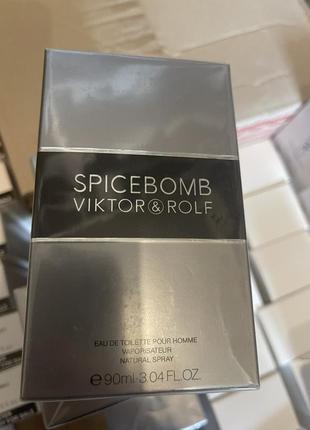 SPICEBOMB
VIKTOR&ROLF
EAU DE TOILETTE POUR HOMME
VAPORISATEUR
NATURAL SPRAY
e 90ml·3.04 FL.OZ.